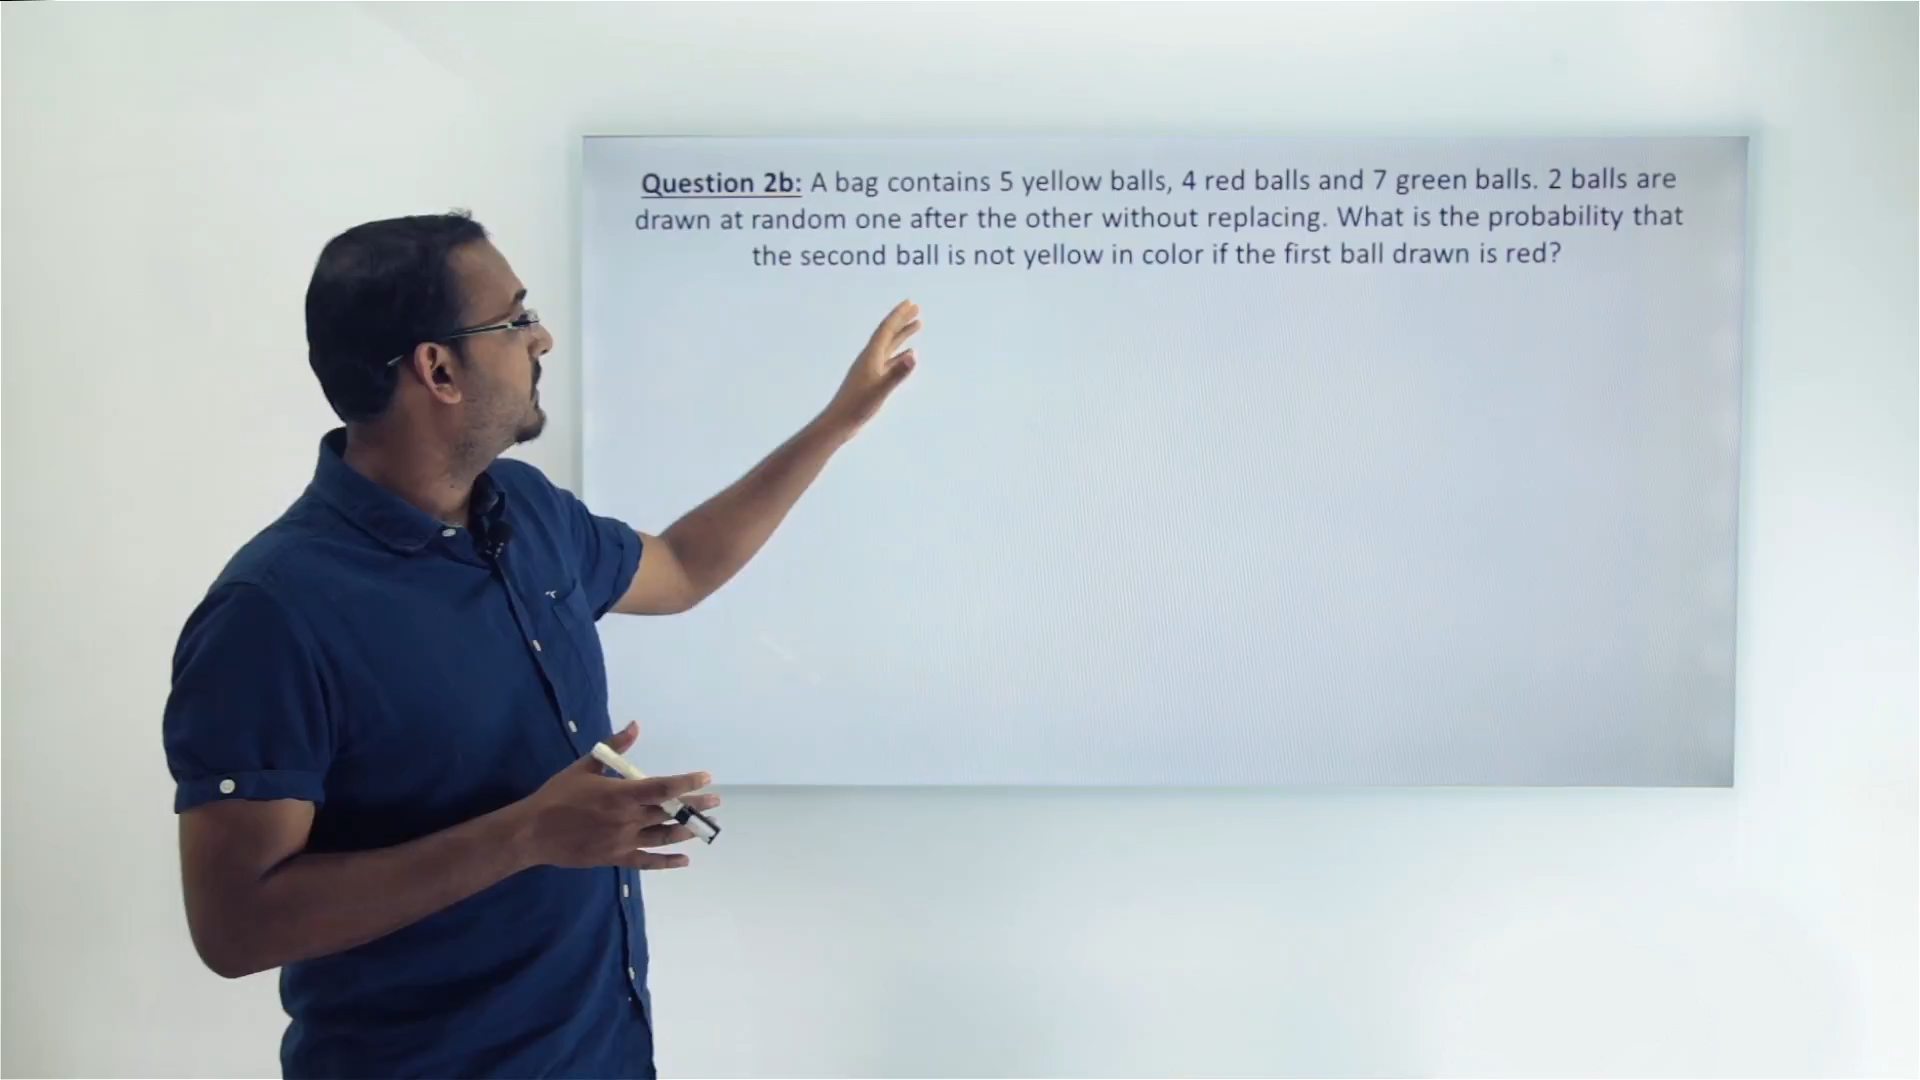 Question 2b: A bag contains 5 yellow balls, 4 red balls and 7 green balls. 2 balls are
drawn at random one after the other without replacing. What is the probability that
the second ball is not yellow in color if the first ball drawn is red?